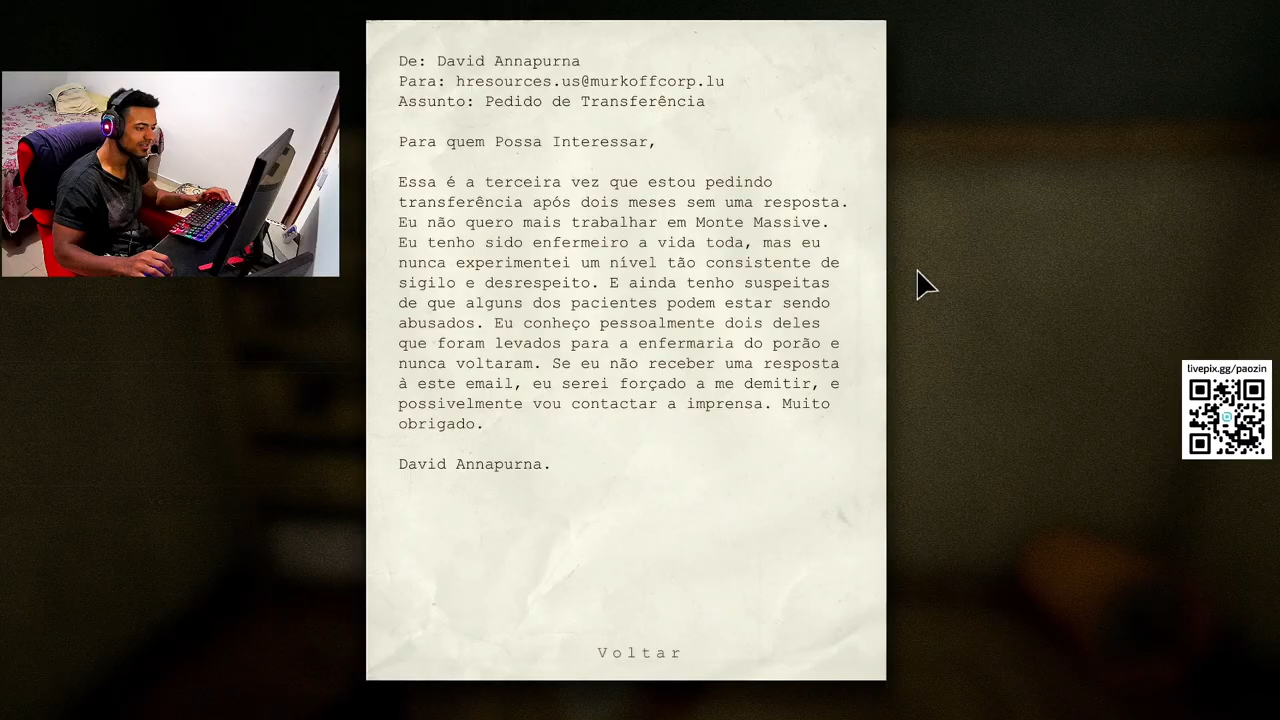 De: David Annapurna
Para: hresources.us@murkoffcorp.lu
Assunto: Pedido de Transferência
Para quem Possa Interessar,
Essa é a terceira vez que estou pedindo
transferência após dois meses sem uma resposta.
Eu não quero mais trabalhar em Monte Massive.
Eu tenho sido enfermeiro a vida toda, mas eu
nunca experimentei um nível tão consistente de
sigilo e desrespeito. E ainda tenho suspeitas
de que alguns dos pacientes podem estar sendo
abusados. Eu conheço pessoalmente dois deles
que foram levados para a enfermaria do porão e
nunca voltaram. Se eu não receber uma resposta
à este email, eu serei forçado a me demitir, e
possivelmente vou contactar a imprensa. Muito
obrigado.
David Annapurna.
Voltar
livepix.gg/paozin